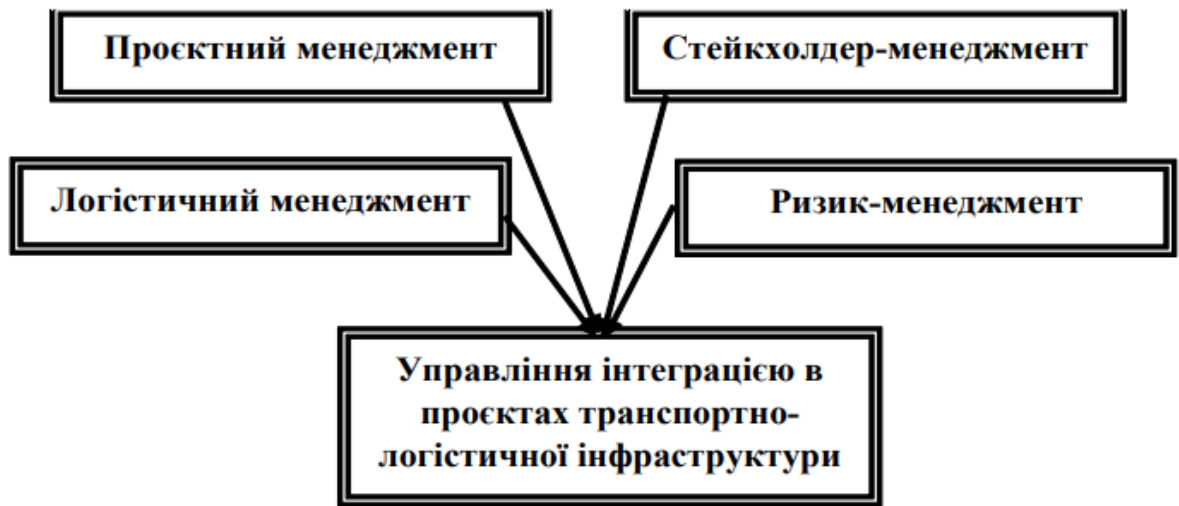 Проєктний менеджмент
Стейкхолдер-менеджмент
Логістичний менеджмент
Ризик-менеджмент
Управління інтеграцією в
проєктах транспортно-
логістичної інфраструктури